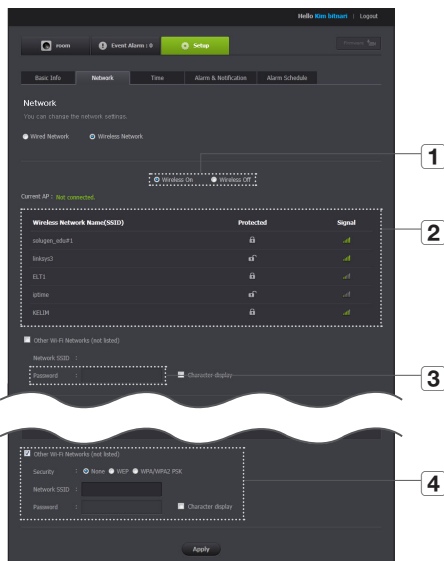 Hello Kim bitnari | Logout
room Event Alarm : 0 Setup
Basic Info Network Time Alarm & Notification Alarm Schedule
Network
You can change the network settings.
Wired Network Wireless Network
1
Wireless On Wireless Off
Current AP : Not connected.
2
Wireless Network Name(SSID) Protected Signal
solugen_edu#1
linksys3
ELT1
iptime
KELIM
Other Wi-Fi Networks (not listed)
Network SSID :
Password : Character display
3
Other Wi-Fi Networks (not listed)
Security : None WEP WPA/WPA2 PSK
4
Network SSID :
Password : Character display
Apply